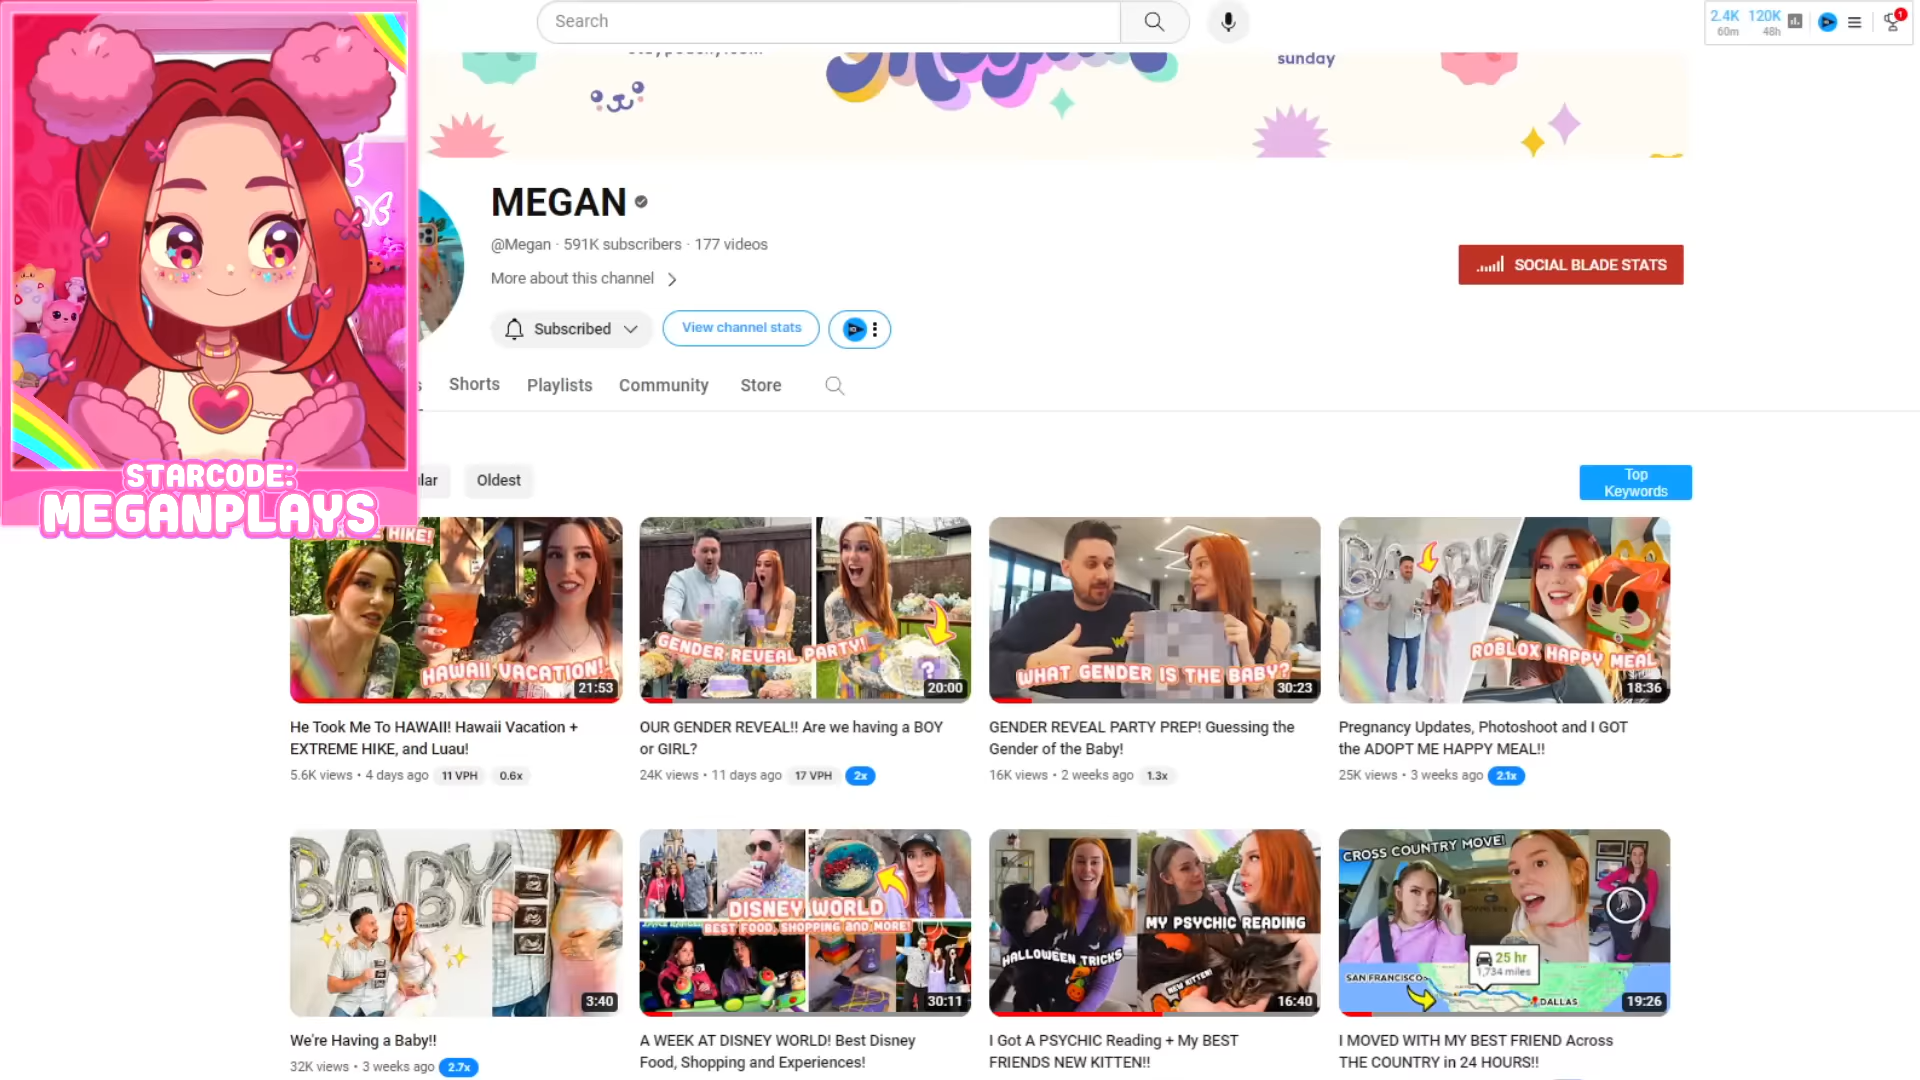 Search
2.4K 120K
60m 48h
1
sunday
MEGAN
@Megan · 591K subscribers · 177 videos
More about this channel
SOCIAL BLADE STATS
Subscribed
View channel stats
Shorts Playlists Community Store
STARCODE:
MEGANPLAYS
Oldest
Top
Keywords
HIKE!
HAWAII VACATION!
21:53
GENDER REVEAL PARTY!
?
20:00
WHAT GENDER IS THE BABY?
30:23
BABY
ROBLOX HAPPY MEAL
18:36
He Took Me To HAWAII! Hawaii Vacation +
EXTREME HIKE, and Luau!
5.6K views • 4 days ago 11 VPH 0.6x
OUR GENDER REVEAL!! Are we having a BOY
or GIRL?
24K views • 11 days ago 17 VPH 2x
GENDER REVEAL PARTY PREP! Guessing the
Gender of the Baby!
16K views • 2 weeks ago 1.3x
Pregnancy Updates, Photoshoot and I GOT
the ADOPT ME HAPPY MEAL!!
25K views • 3 weeks ago 2.1x
BABY
3:40
DISNEY WORLD
BEST FOOD, SHOPPING and MORE!
30:11
MY PSYCHIC READING
HALLOWEEN TRICKS
NEW KITTEN!
16:40
CROSS COUNTRY MOVE!
25 hr
1,734 miles
SAN FRANCISCO
DALLAS
19:26
We're Having a Baby!!
32K views • 3 weeks ago 2.7x
A WEEK AT DISNEY WORLD! Best Disney
Food, Shopping and Experiences!
I Got A PSYCHIC Reading + My BEST
FRIENDS NEW KITTEN!!
I MOVED WITH MY BEST FRIEND Across
THE COUNTRY in 24 HOURS!!